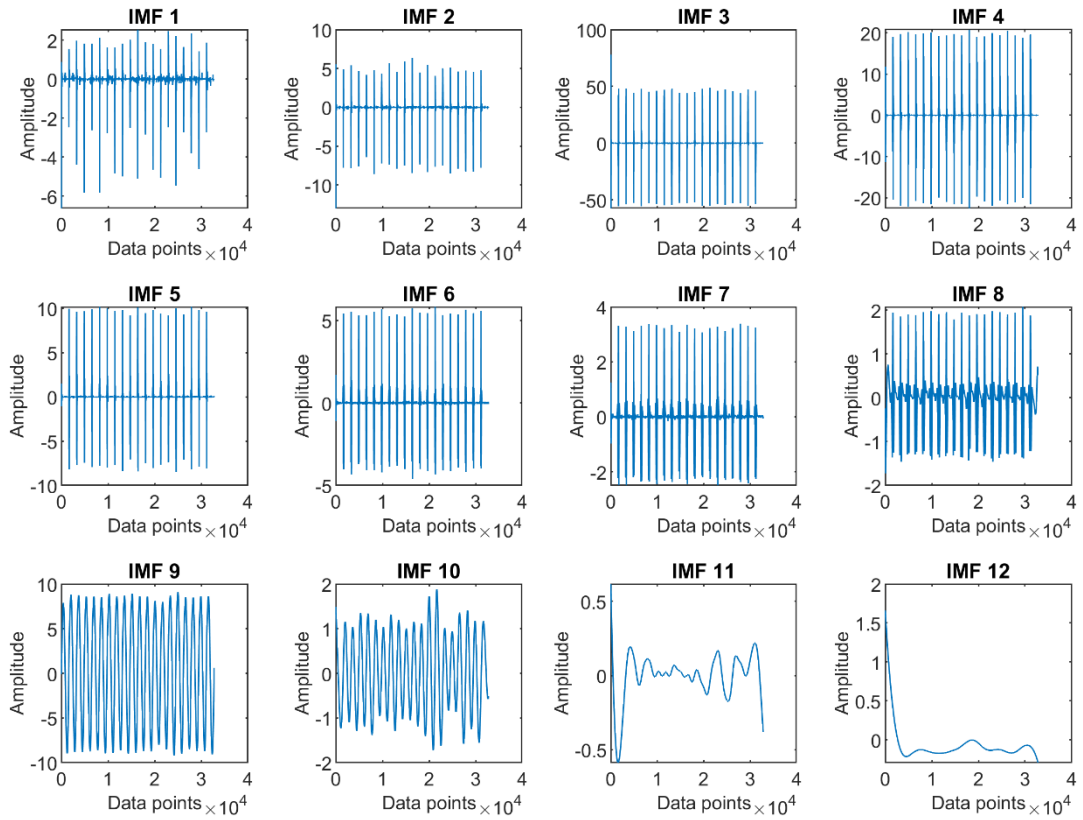 IMF 1
Amplitude
2
0
-2
-4
-6
0 1 2 3 4
Data points ×10^4
IMF 2
Amplitude
10
5
0
-5
-10
0 1 2 3 4
Data points ×10^4
IMF 3
Amplitude
100
50
0
-50
0 1 2 3 4
Data points ×10^4
IMF 4
Amplitude
20
10
0
-10
-20
0 1 2 3 4
Data points ×10^4
IMF 5
Amplitude
10
5
0
-5
-10
0 1 2 3 4
Data points ×10^4
IMF 6
Amplitude
5
0
-5
0 1 2 3 4
Data points ×10^4
IMF 7
Amplitude
4
2
0
-2
0 1 2 3 4
Data points ×10^4
IMF 8
Amplitude
2
1
0
-1
-2
0 1 2 3 4
Data points ×10^4
IMF 9
Amplitude
10
5
0
-5
-10
0 1 2 3 4
Data points ×10^4
IMF 10
Amplitude
2
1
0
-1
-2
0 1 2 3 4
Data points ×10^4
IMF 11
Amplitude
0.5
0
-0.5
0 1 2 3 4
Data points ×10^4
IMF 12
Amplitude
2
1.5
1
0.5
0
0 1 2 3 4
Data points ×10^4